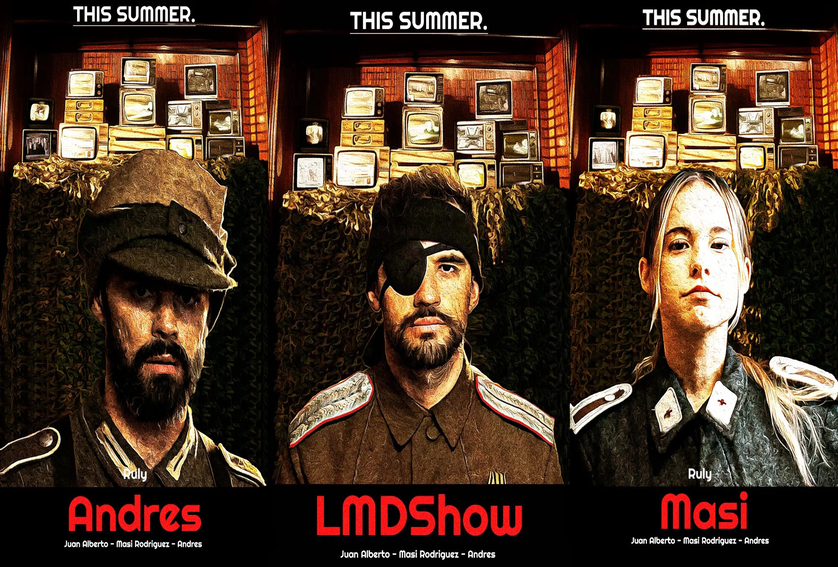 THIS SUMMER.
Ruly
Andres
Juan Alberto - Masi Rodriguez - Andres
THIS SUMMER.
LMDShow
Juan Alberto - Masi Rodriguez - Andres
THIS SUMMER.
Ruly
Masi
Juan Alberto - Masi Rodriguez - Andres